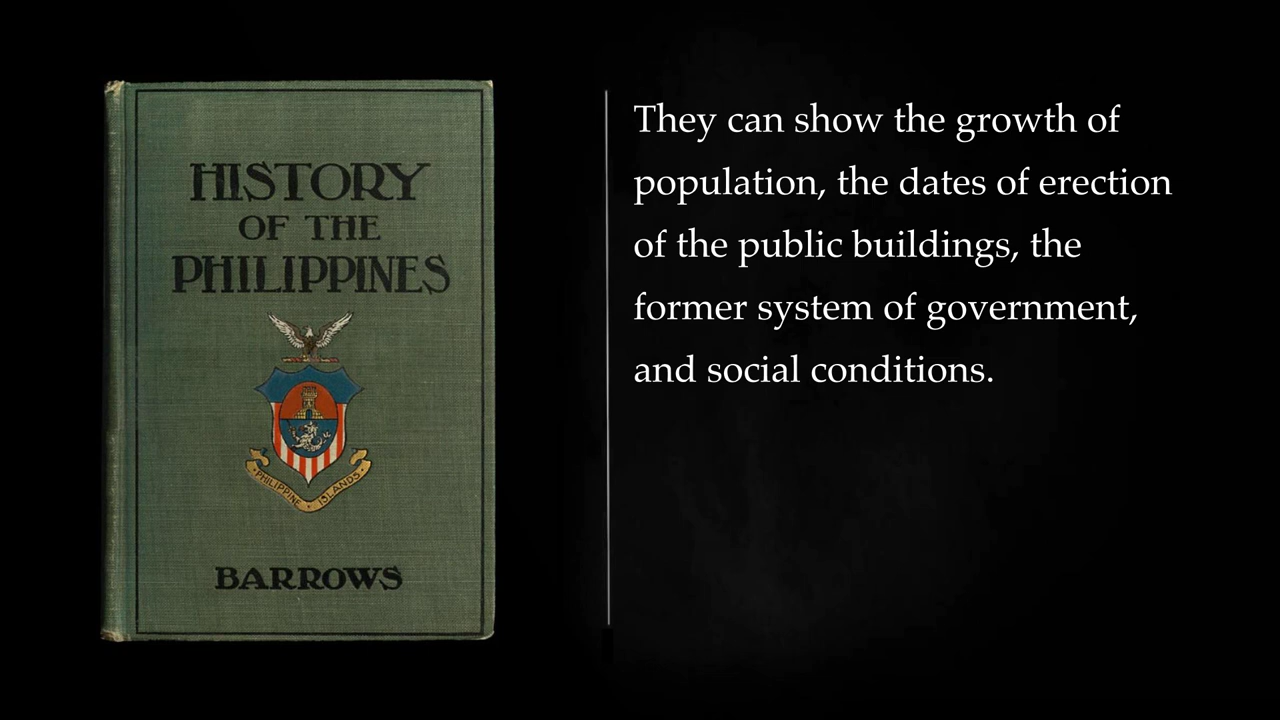 HISTORY
OF THE
PHILIPPINES
PHILIPPINE ISLANDS
BARROWS
They can show the growth of
population, the dates of erection
of the public buildings, the
former system of government,
and social conditions.